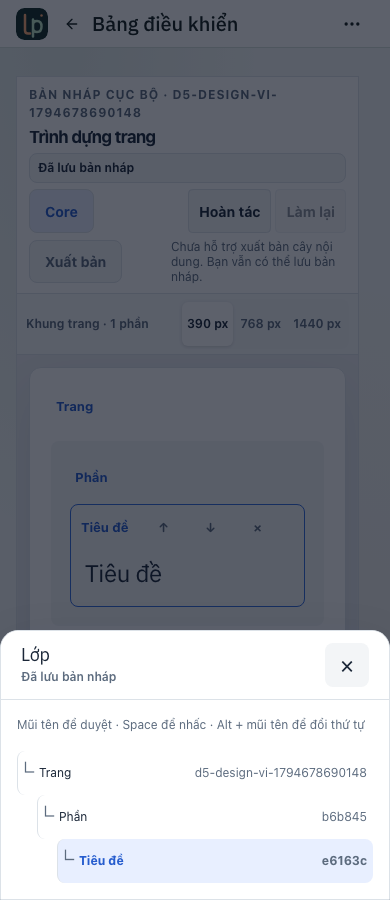 lp
Bảng điều khiển
BẢN NHÁP CỤC BỘ · D5-DESIGN-VI-
1794678690148
Trình dựng trang
Đã lưu bản nháp
Core
Hoàn tác
Làm lại
Xuất bản
Chưa hỗ trợ xuất bản cây nội
dung. Bạn vẫn có thể lưu bản
nháp.
Khung trang · 1 phần
390 px
768 px
1440 px
Trang
Phần
Tiêu đề
Tiêu đề
Lớp
Đã lưu bản nháp
Mũi tên để duyệt · Space để nhấc · Alt + mũi tên để đổi thứ tự
Trang d5-design-vi-1794678690148
Phần b6b845
Tiêu đề e6163c